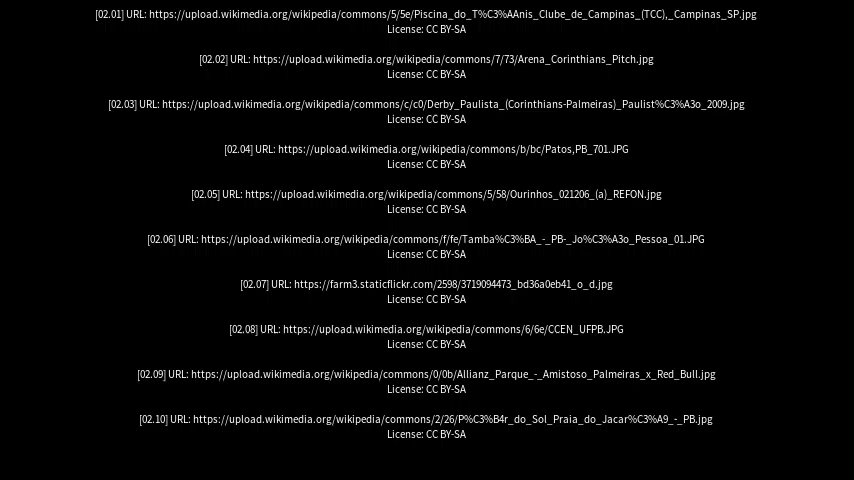 [02.01] URL: https://upload.wikimedia.org/wikipedia/commons/5/5e/Piscina_do_T%C3%AAnis_Clube_de_Campinas_(TCC),_Campinas_SP.jpg
License: CC BY-SA
[02.02] URL: https://upload.wikimedia.org/wikipedia/commons/7/73/Arena_Corinthians_Pitch.jpg
License: CC BY-SA
[02.03] URL: https://upload.wikimedia.org/wikipedia/commons/c/c0/Derby_Paulista_(Corinthians-Palmeiras)_Paulist%C3%A3o_2009.jpg
License: CC BY-SA
[02.04] URL: https://upload.wikimedia.org/wikipedia/commons/b/bc/Patos,PB_701.JPG
License: CC BY-SA
[02.05] URL: https://upload.wikimedia.org/wikipedia/commons/5/58/Ourinhos_021206_(a)_REFON.jpg
License: CC BY-SA
[02.06] URL: https://upload.wikimedia.org/wikipedia/commons/f/fe/Tamba%C3%BA_-_PB-_Jo%C3%A3o_Pessoa_01.JPG
License: CC BY-SA
[02.07] URL: https://farm3.staticflickr.com/2598/3719094473_bd36a0eb41_o_d.jpg
License: CC BY-SA
[02.08] URL: https://upload.wikimedia.org/wikipedia/commons/6/6e/CCEN_UFPB.JPG
License: CC BY-SA
[02.09] URL: https://upload.wikimedia.org/wikipedia/commons/0/0b/Allianz_Parque_-_Amistoso_Palmeiras_x_Red_Bull.jpg
License: CC BY-SA
[02.10] URL: https://upload.wikimedia.org/wikipedia/commons/2/26/P%C3%B4r_do_Sol_Praia_do_Jacar%C3%A9_-_PB.jpg
License: CC BY-SA